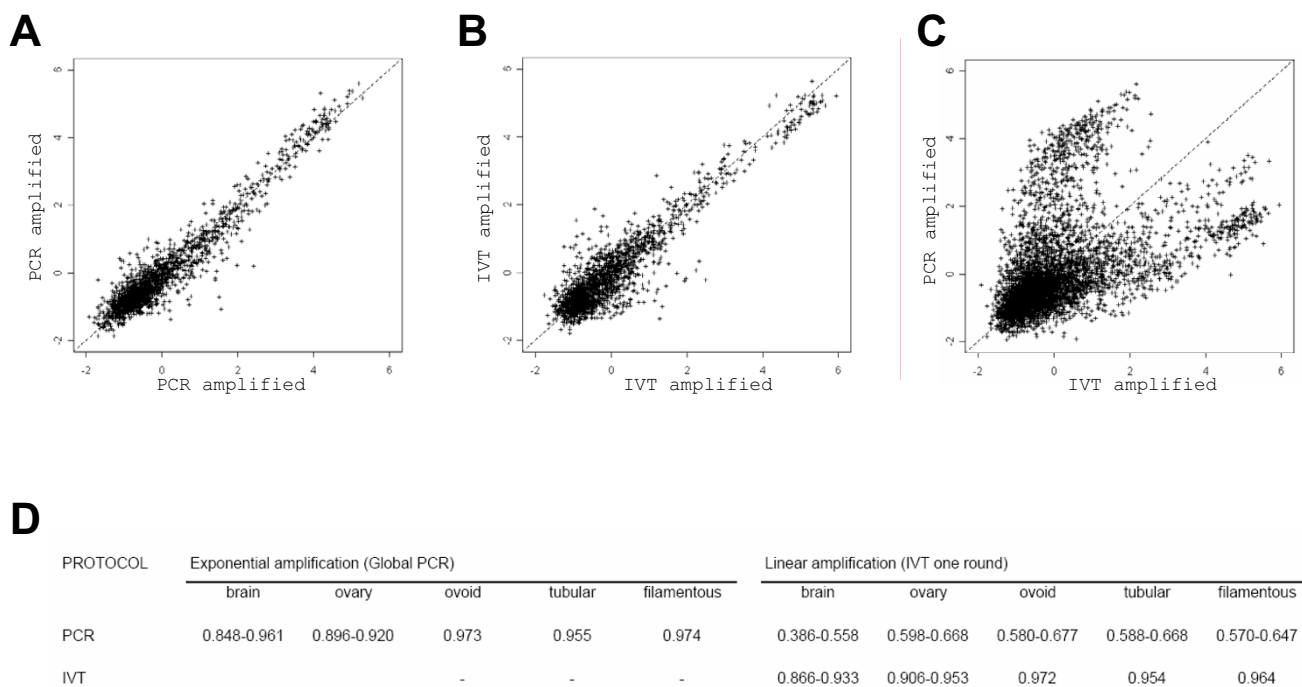 A B C
PCR amplified
6
4
2
0
-2
-2 0 2 4 6
PCR amplified
IVT amplified
6
4
2
0
-2
-2 0 2 4 6
IVT amplified
PCR amplified
6
4
2
0
-2
-2 0 2 4 6
IVT amplified
D
PROTOCOL Exponential amplification (Global PCR) Linear amplification (IVT one round)
brain ovary ovoid tubular filamentous brain ovary ovoid tubular filamentous
PCR 0.848-0.961 0.896-0.920 0.973 0.955 0.974 0.386-0.558 0.598-0.668 0.580-0.677 0.588-0.668 0.570-0.647
IVT - - - 0.866-0.933 0.906-0.953 0.972 0.954 0.964